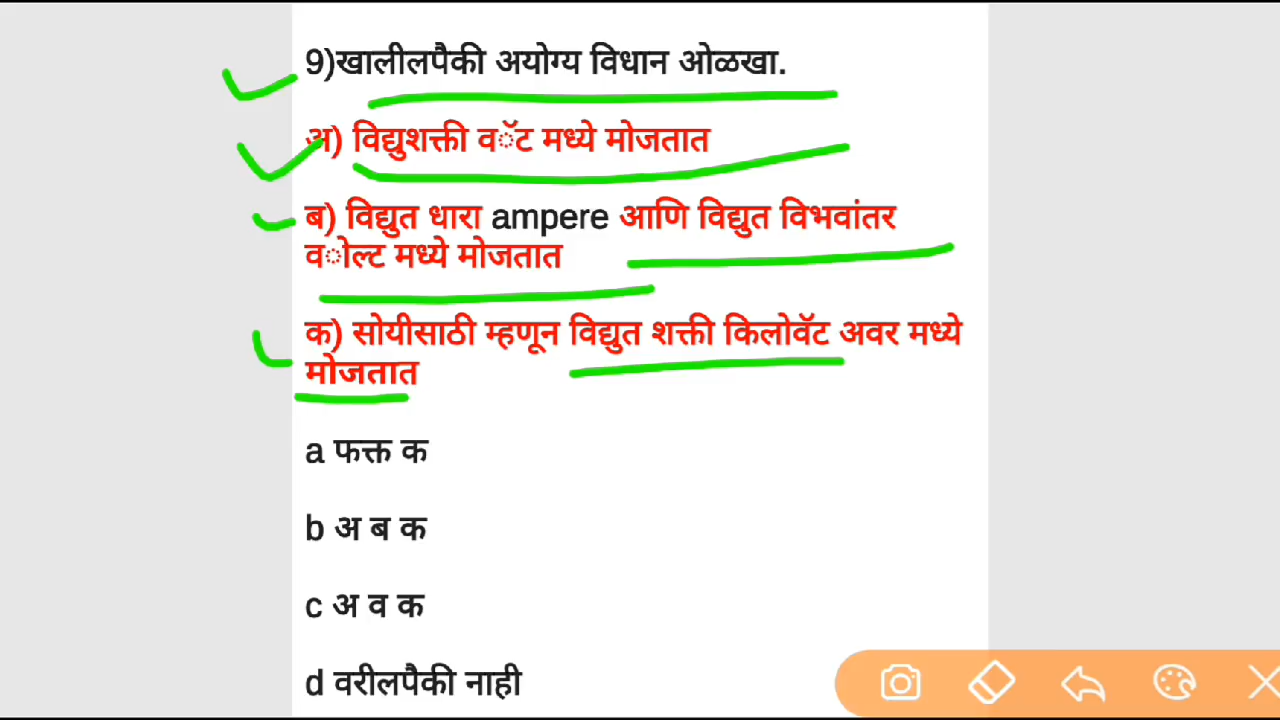 9)खालीलपैकी अयोग्य विधान ओळखा.
अ) विद्युशक्ती वॅट मध्ये मोजतात
ब) विद्युत धारा ampere आणि विद्युत विभवांतर
वोल्ट मध्ये मोजतात
क) सोयीसाठी म्हणून विद्युत शक्ती किलोवॅट अवर मध्ये
मोजतात
a फक्त क
b अ ब क
c अ व क
d वरीलपैकी नाही